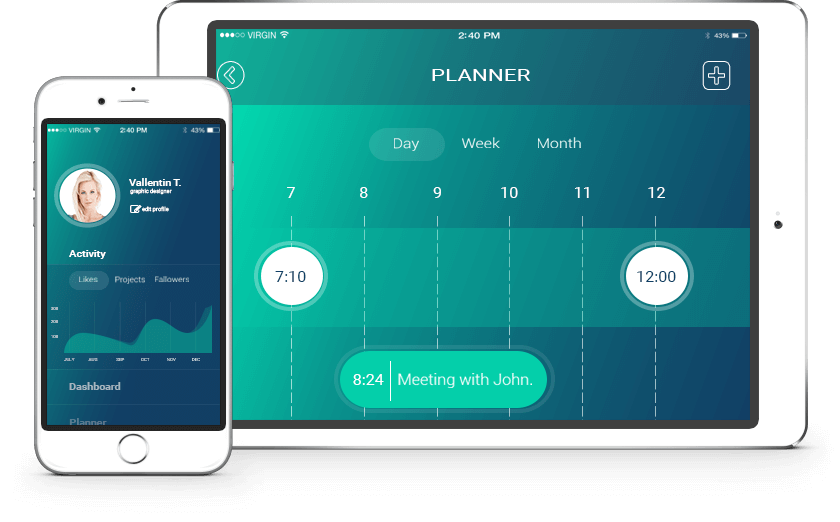 VIRGIN 2:40 PM 43%
PLANNER
Day Week Month
7 8 9 10 11 12
7:10 12:00
8:24 Meeting with John.
VIRGIN 2:40 PM 43%
Vallentin T.
graphic designer
edit profile
Activity
Likes Projects Fallowers
300
200
100
JULY AUG SEP OCT NOV DEC
Dashboard
Planner